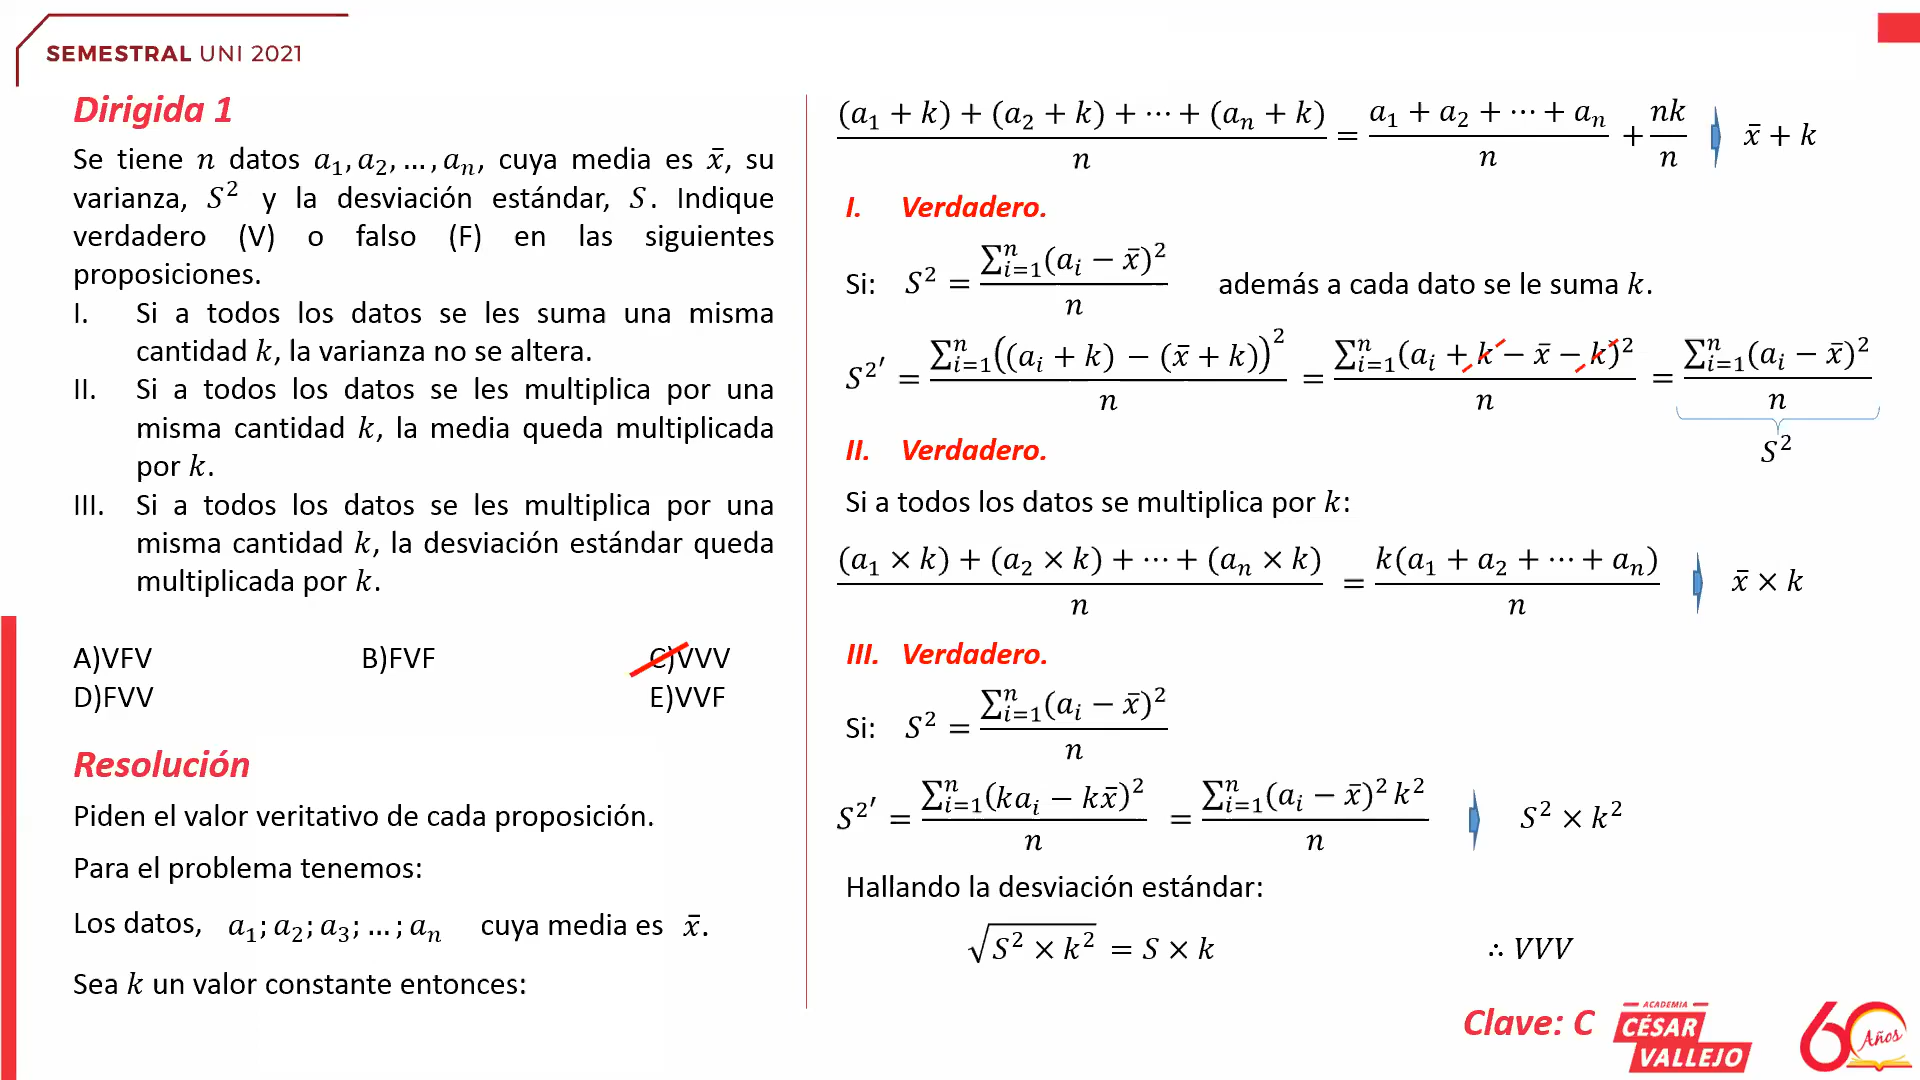 SEMESTRAL UNI 2021
Dirigida 1
Se tiene n datos a₁, a₂, ..., aₙ, cuya media es x̄, su
varianza, S² y la desviación estándar, S. Indique
verdadero (V) o falso (F) en las siguientes
proposiciones.
I. Si a todos los datos se les suma una misma
cantidad k, la varianza no se altera.
II. Si a todos los datos se les multiplica por una
misma cantidad k, la media queda multiplicada
por k.
III. Si a todos los datos se les multiplica por una
misma cantidad k, la desviación estándar queda
multiplicada por k.
A)VFV B)FVF C)VVV
D)FVV E)VVF
Resolución
Piden el valor veritativo de cada proposición.
Para el problema tenemos:
Los datos, a₁; a₂; a₃; ... ; aₙ cuya media es x̄.
Sea k un valor constante entonces:
((a₁ + k) + (a₂ + k) + ⋯ + (aₙ + k))/n = (a₁ + a₂ + ⋯ + aₙ)/n + nk/n x̄ + k
I. Verdadero.
Si: S² = ∑ⁿᵢ₌₁(aᵢ − x̄)²/n además a cada dato se le suma k.
S²′ = ∑ⁿᵢ₌₁((aᵢ + k) − (x̄ + k))²/n = ∑ⁿᵢ₌₁(aᵢ + k − x̄ − k)²/n = ∑ⁿᵢ₌₁(aᵢ − x̄)²/n
S²
II. Verdadero.
Si a todos los datos se multiplica por k:
((a₁ × k) + (a₂ × k) + ⋯ + (aₙ × k))/n = k(a₁ + a₂ + ⋯ + aₙ)/n x̄ × k
III. Verdadero.
Si: S² = ∑ⁿᵢ₌₁(aᵢ − x̄)²/n
S²′ = ∑ⁿᵢ₌₁(kaᵢ − kx̄)²/n = ∑ⁿᵢ₌₁(aᵢ − x̄)²k²/n S² × k²
Hallando la desviación estándar:
√(S² × k²) = S × k ∴ VVV
Clave: C
ACADEMIA
CÉSAR
VALLEJO
60 Años